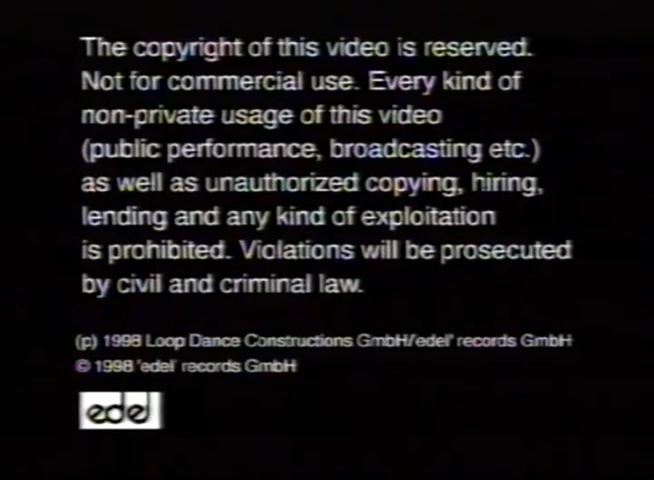 The copyright of this video is reserved.
Not for commercial use. Every kind of
non-private usage of this video
(public performance, broadcasting etc.)
as well as unauthorized copying, hiring,
lending and any kind of exploitation
is prohibited. Violations will be prosecuted
by civil and criminal law.
(p) 1998 Loop Dance Constructions GmbH/'edel' records GmbH
© 1998 'edel' records GmbH
edel